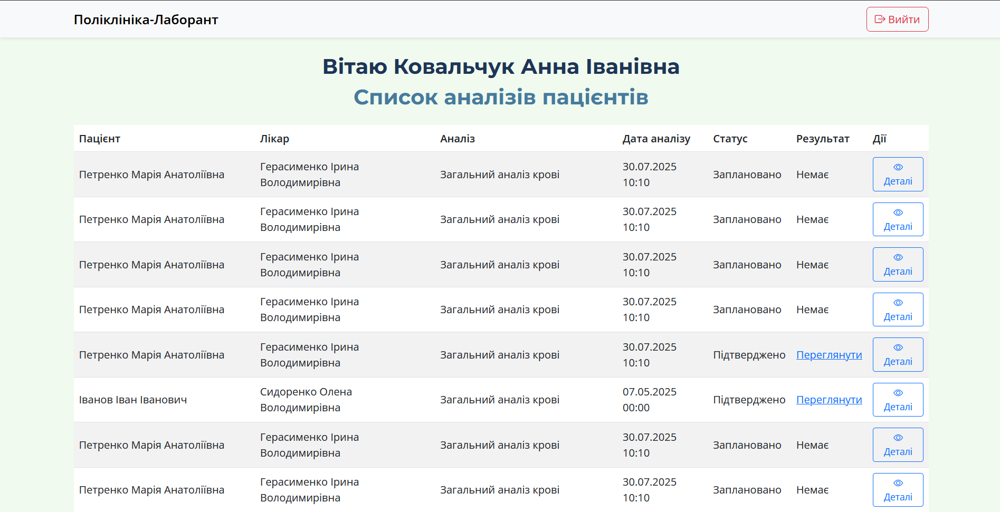 Поліклініка-Лаборант
Вийти
Вітаю Ковальчук Анна Іванівна
Список аналізів пацієнтів
Пацієнт Лікар Аналіз Дата аналізу Статус Результат Дії
Петренко Марія Анатоліївна Герасименко Ірина Володимирівна Загальний аналіз крові 30.07.2025 10:10 Заплановано Немає Деталі
Петренко Марія Анатоліївна Герасименко Ірина Володимирівна Загальний аналіз крові 30.07.2025 10:10 Заплановано Немає Деталі
Петренко Марія Анатоліївна Герасименко Ірина Володимирівна Загальний аналіз крові 30.07.2025 10:10 Заплановано Немає Деталі
Петренко Марія Анатоліївна Герасименко Ірина Володимирівна Загальний аналіз крові 30.07.2025 10:10 Заплановано Немає Деталі
Петренко Марія Анатоліївна Герасименко Ірина Володимирівна Загальний аналіз крові 30.07.2025 10:10 Підтверджено Переглянути Деталі
Іванов Іван Іванович Сидоренко Олена Володимирівна Загальний аналіз крові 07.05.2025 00:00 Підтверджено Переглянути Деталі
Петренко Марія Анатоліївна Герасименко Ірина Володимирівна Загальний аналіз крові 30.07.2025 10:10 Заплановано Немає Деталі
Петренко Марія Анатоліївна Герасименко Ірина Володимирівна Загальний аналіз крові 30.07.2025 10:10 Заплановано Немає Деталі